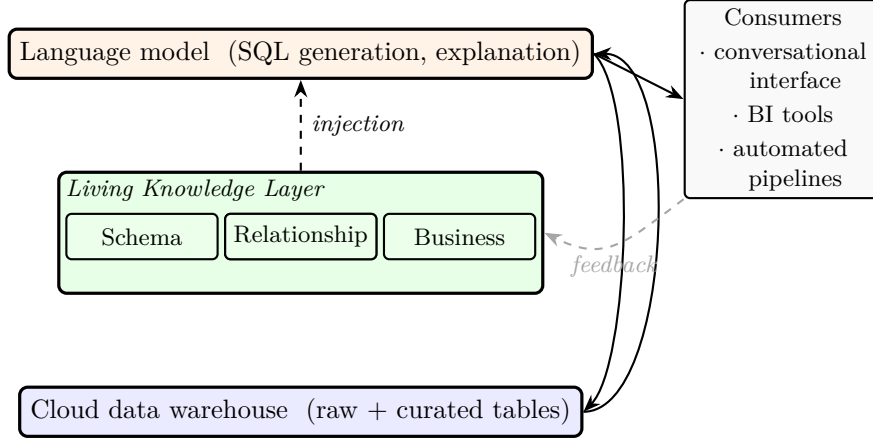 Language model (SQL generation, explanation)
Consumers
· conversational
interface
· BI tools
· automated
pipelines
injection
Living Knowledge Layer
Schema
Relationship
Business
feedback
Cloud data warehouse (raw + curated tables)